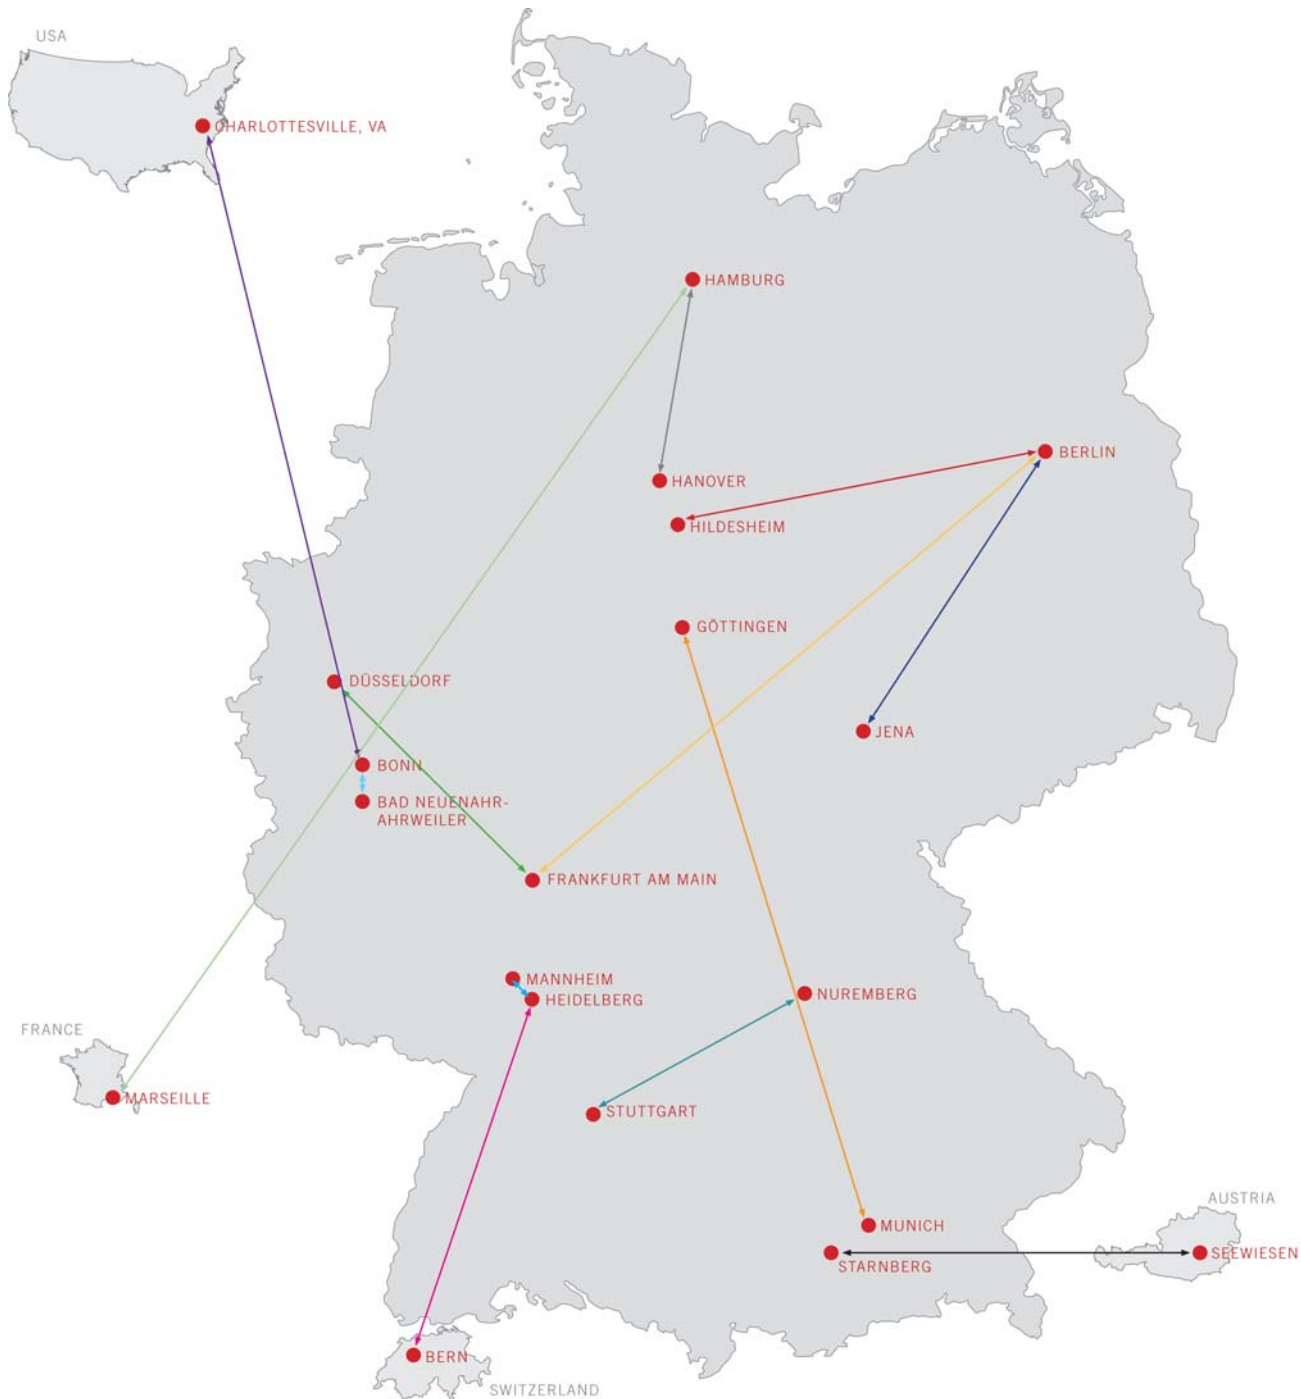 USA
CHARLOTTESVILLE, VA
HAMBURG
BERLIN
HANOVER
HILDESHEIM
GÖTTINGEN
DÜSSELDORF
JENA
BONN
BAD NEUENAHR-
AHRWEILER
FRANKFURT AM MAIN
MANNHEIM
HEIDELBERG
NUREMBERG
FRANCE
MARSEILLE
STUTTGART
AUSTRIA
MUNICH
SEEWIESEN
STARNBERG
BERN
SWITZERLAND